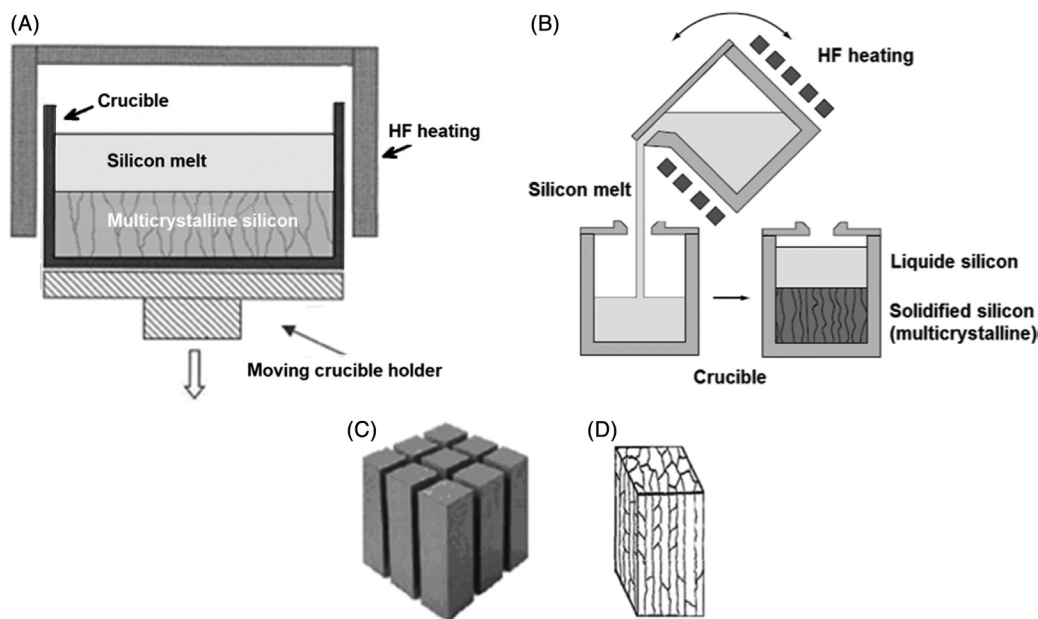 (A)
Crucible
HF heating
Silicon melt
Multicrystalline silicon
Moving crucible holder
(B)
HF heating
Silicon melt
Liquide silicon
Solidified silicon
(multicrystalline)
Crucible
(C)
(D)